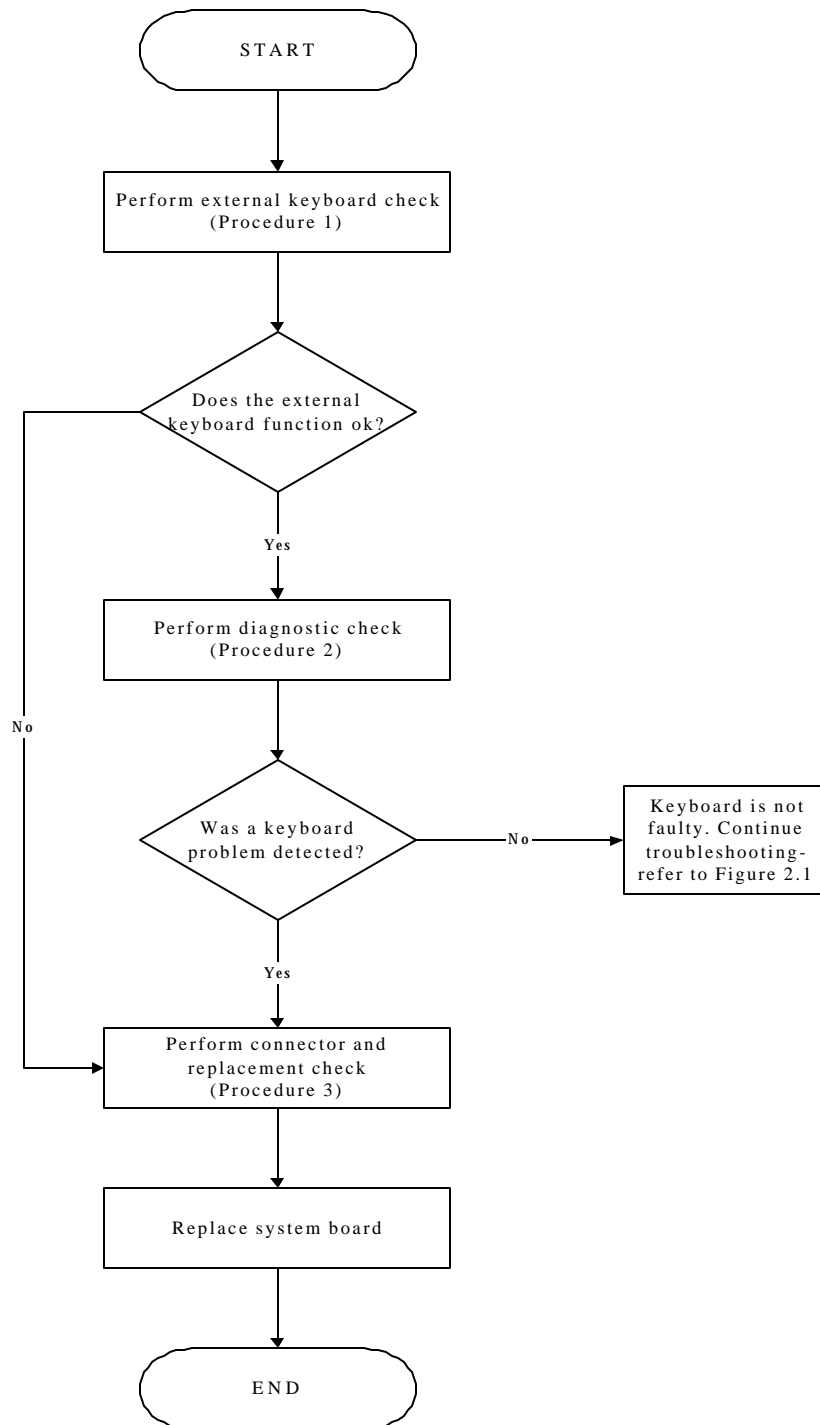 START
Perform external keyboard check
(Procedure 1)
Does the external
keyboard function ok?
Yes
Perform diagnostic check
(Procedure 2)
No
Was a keyboard
problem detected?
No
Keyboard is not
faulty. Continue
troubleshooting-
refer to Figure 2.1
Yes
Perform connector and
replacement check
(Procedure 3)
Replace system board
END